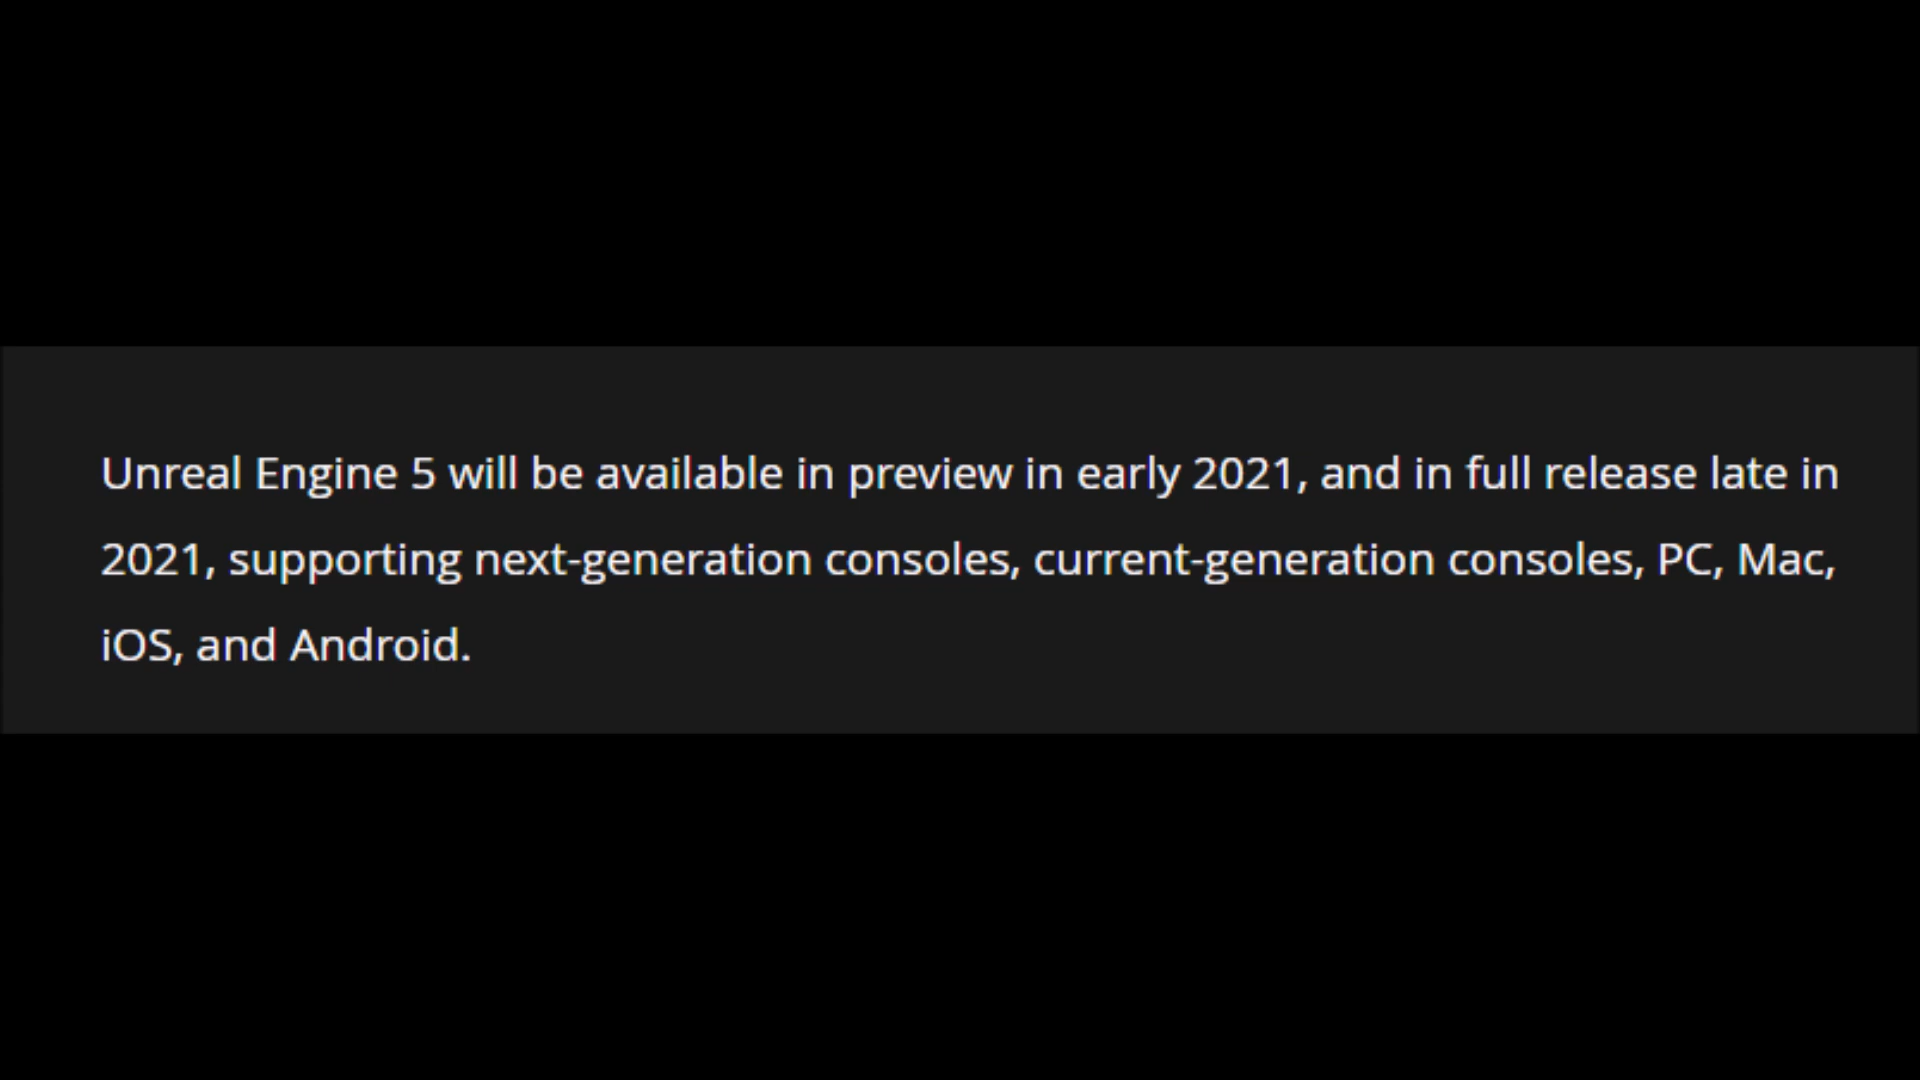 Unreal Engine 5 will be available in preview in early 2021, and in full release late in
2021, supporting next-generation consoles, current-generation consoles, PC, Mac,
iOS, and Android.